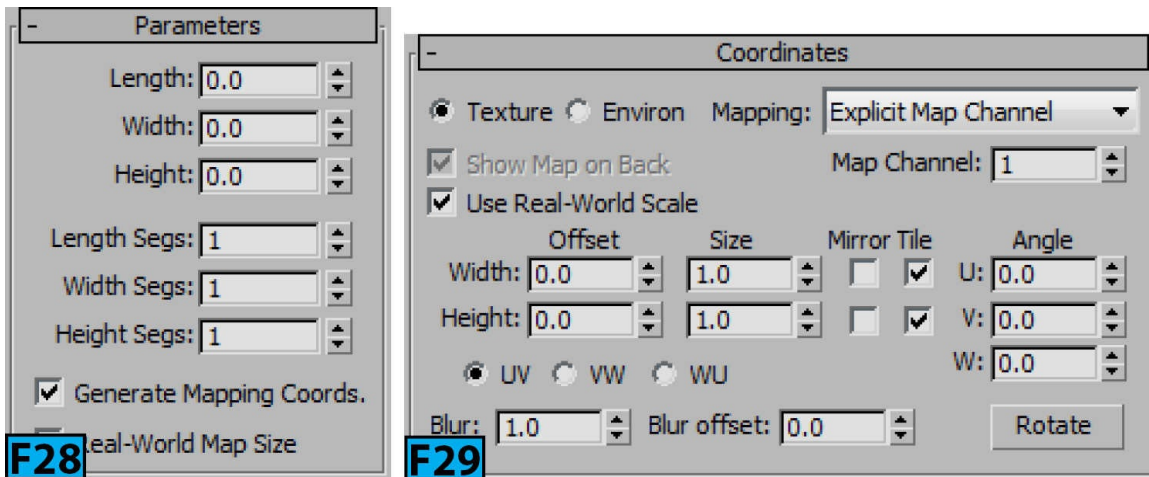 - Parameters
Length: 0.0
Width: 0.0
Height: 0.0
Length Segs: 1
Width Segs: 1
Height Segs: 1
Generate Mapping Coords.
Real-World Map Size
F28
- Coordinates
Texture Environ Mapping: Explicit Map Channel
Show Map on Back Map Channel: 1
Use Real-World Scale
Offset Size Mirror Tile Angle
Width: 0.0 1.0 U: 0.0
Height: 0.0 1.0 V: 0.0
UV VW WU W: 0.0
Blur: 1.0 Blur offset: 0.0 Rotate
F29